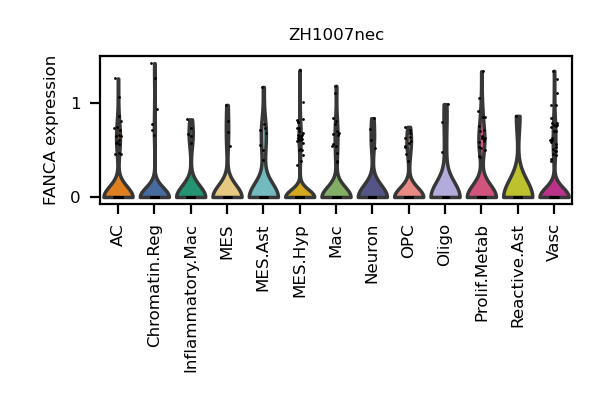 ZH1007nec
FANCA expression
1
0
AC
Chromatin.Reg
Inflammatory.Mac
MES
MES.Ast
MES.Hyp
Mac
Neuron
OPC
Oligo
Prolif.Metab
Reactive.Ast
Vasc